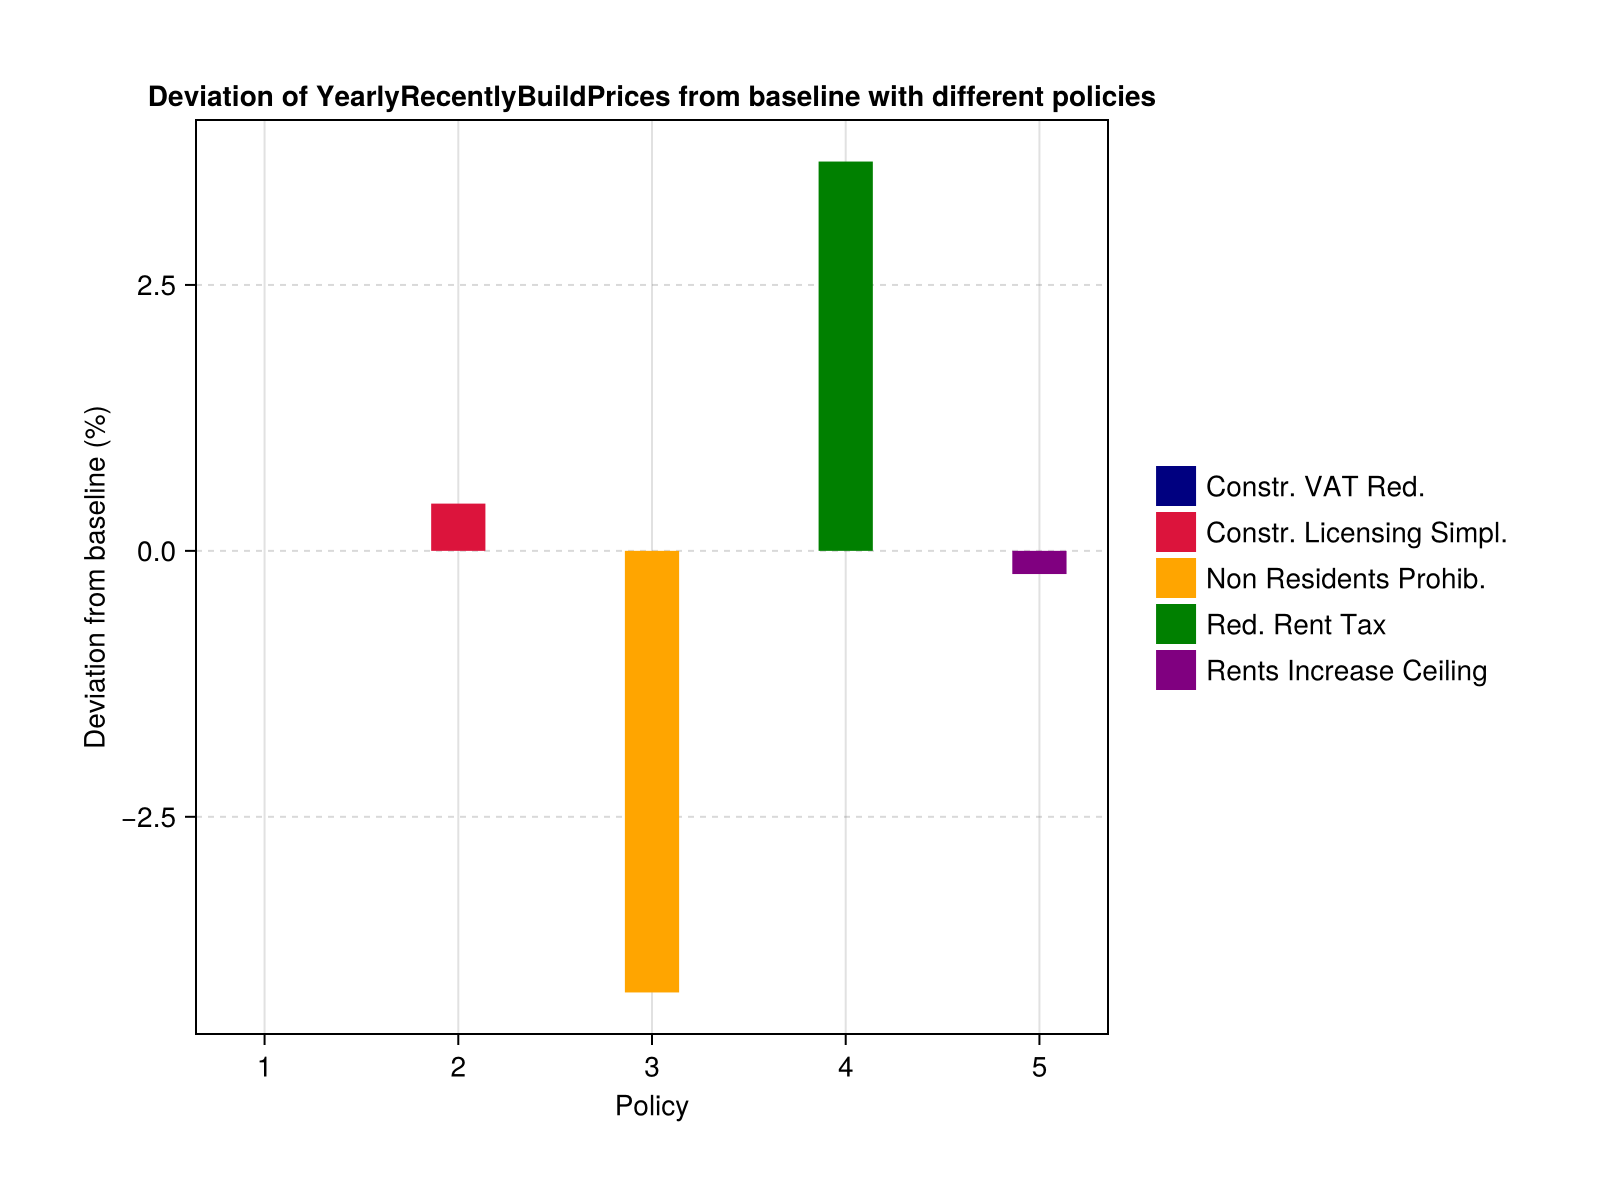 Deviation of YearlyRecentlyBuildPrices from baseline with different policies
Deviation from baseline (%)
2.5
0.0
−2.5
1 2 3 4 5
Policy
Constr. VAT Red.
Constr. Licensing Simpl.
Non Residents Prohib.
Red. Rent Tax
Rents Increase Ceiling